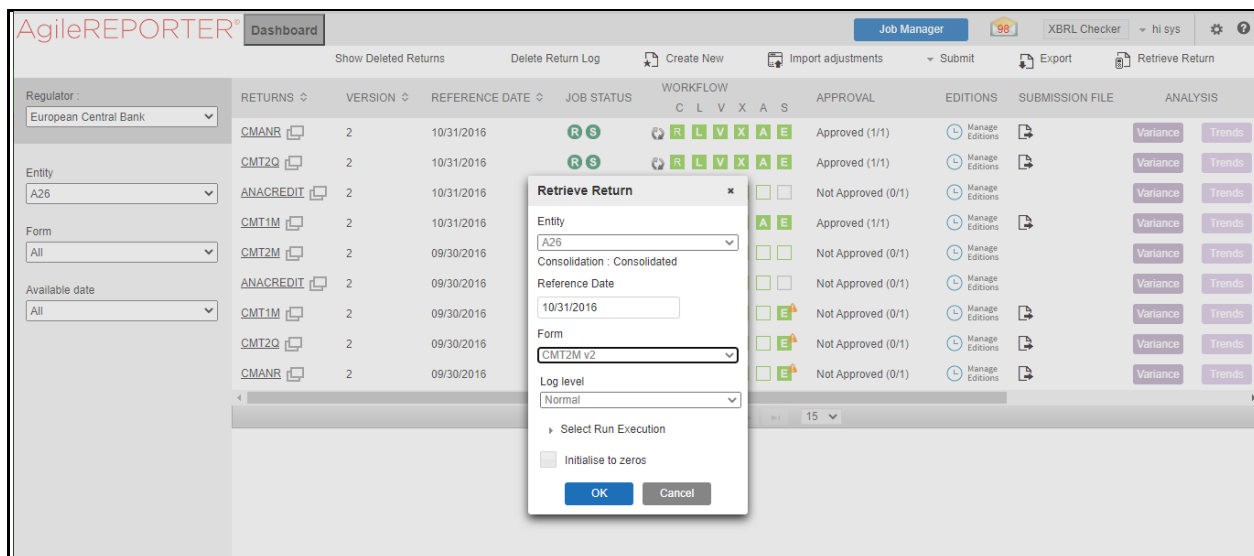 AgileREPORTER® Dashboard Job Manager 98 XBRL Checker hi sys
Show Deleted Returns Delete Return Log Create New Import adjustments Submit Export Retrieve Return
Regulator :
European Central Bank
Entity
A26
Form
All
Available date
All
RETURNS VERSION REFERENCE DATE JOB STATUS WORKFLOW APPROVAL EDITIONS SUBMISSION FILE ANALYSIS
C L V X A S
CMANR 2 10/31/2016 R S R L V X A E Approved (1/1) Manage Editions Variance Trends
CMT2Q 2 10/31/2016 R S R L V X A E Approved (1/1) Manage Editions Variance Trends
ANACREDIT 2 10/31/2016 Not Approved (0/1) Manage Editions Variance Trends
CMT1M 2 10/31/2016 A E Approved (1/1) Manage Editions Variance Trends
CMT2M 2 09/30/2016 Not Approved (0/1) Manage Editions Variance Trends
ANACREDIT 2 09/30/2016 Not Approved (0/1) Manage Editions Variance Trends
CMT1M 2 09/30/2016 E Not Approved (0/1) Manage Editions Variance Trends
CMT2Q 2 09/30/2016 E Not Approved (0/1) Manage Editions Variance Trends
CMANR 2 09/30/2016 E Not Approved (0/1) Manage Editions Variance Trends
15
Retrieve Return
Entity
A26
Consolidation : Consolidated
Reference Date
10/31/2016
Form
CMT2M v2
Log level
Normal
Select Run Execution
Initialise to zeros
OK Cancel